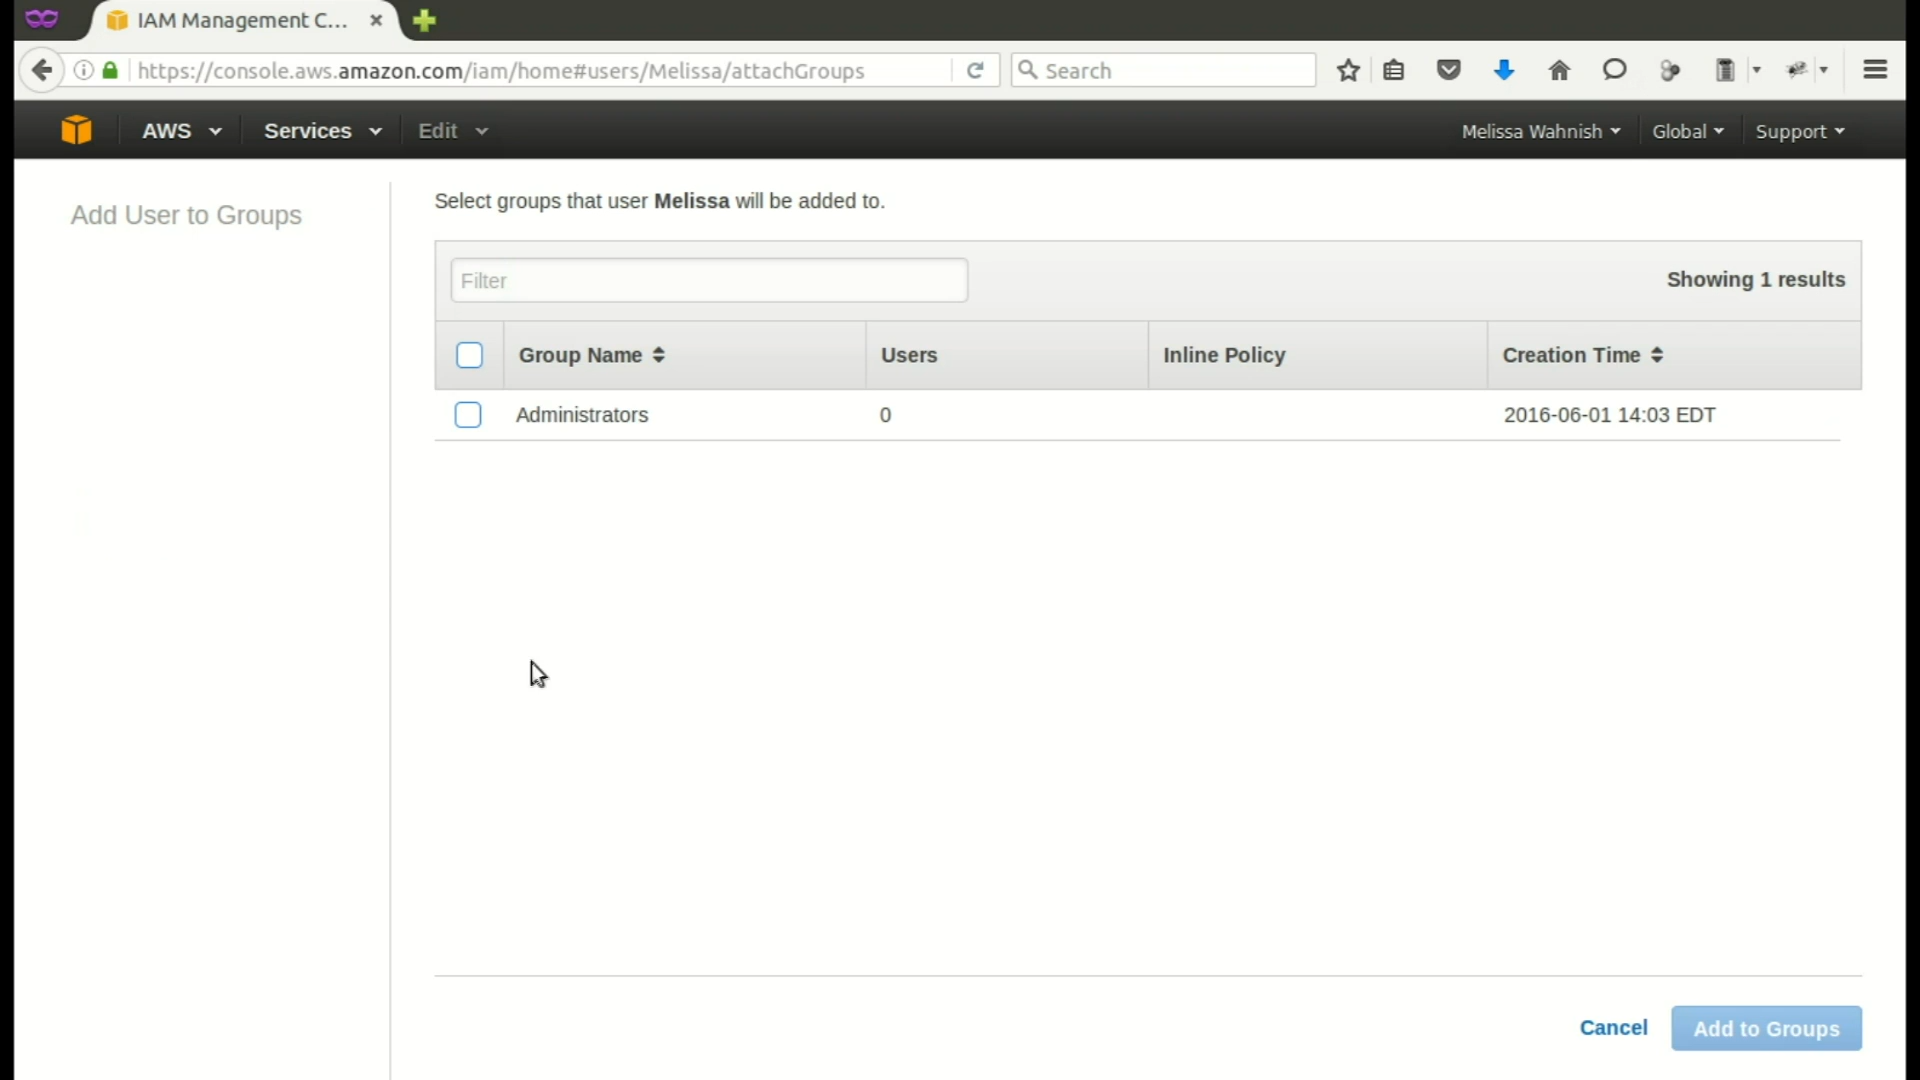 IAM Management C...
https://console.aws.amazon.com/iam/home#users/Melissa/attachGroups
Search
AWS Services Edit Melissa Wahnish Global Support
Add User to Groups
Select groups that user Melissa will be added to.
Filter
Showing 1 results
Group Name Users Inline Policy Creation Time
Administrators 0 2016-06-01 14:03 EDT
Cancel Add to Groups